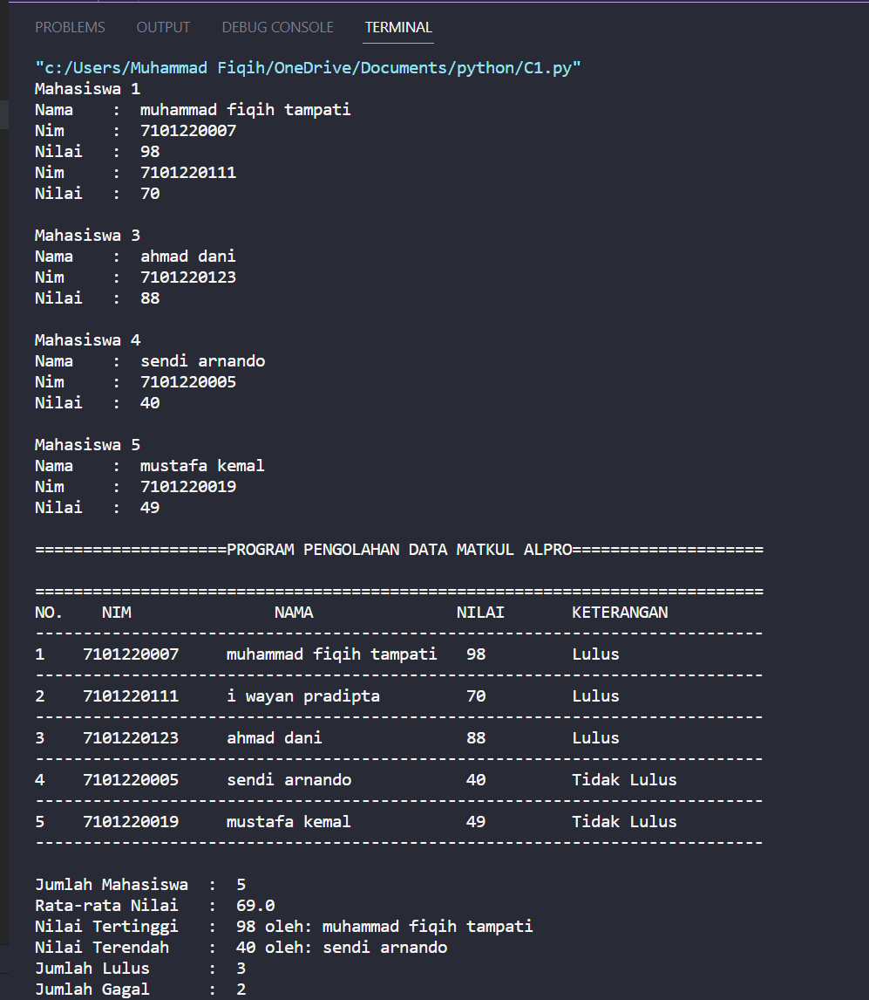 PROBLEMS OUTPUT DEBUG CONSOLE TERMINAL
"c:/Users/Muhammad Fiqih/OneDrive/Documents/python/C1.py"
Mahasiswa 1
Nama : muhammad fiqih tampati
Nim : 7101220007
Nilai : 98
Nim : 7101220111
Nilai : 70
Mahasiswa 3
Nama : ahmad dani
Nim : 7101220123
Nilai : 88
Mahasiswa 4
Nama : sendi arnando
Nim : 7101220005
Nilai : 40
Mahasiswa 5
Nama : mustafa kemal
Nim : 7101220019
Nilai : 49
====================PROGRAM PENGOLAHAN DATA MATKUL ALPRO====================
============================================================================
NO. NIM NAMA NILAI KETERANGAN
----------------------------------------------------------------------------
1 7101220007 muhammad fiqih tampati 98 Lulus
----------------------------------------------------------------------------
2 7101220111 i wayan pradipta 70 Lulus
----------------------------------------------------------------------------
3 7101220123 ahmad dani 88 Lulus
----------------------------------------------------------------------------
4 7101220005 sendi arnando 40 Tidak Lulus
----------------------------------------------------------------------------
5 7101220019 mustafa kemal 49 Tidak Lulus
----------------------------------------------------------------------------
Jumlah Mahasiswa : 5
Rata-rata Nilai : 69.0
Nilai Tertinggi : 98 oleh: muhammad fiqih tampati
Nilai Terendah : 40 oleh: sendi arnando
Jumlah Lulus : 3
Jumlah Gagal : 2